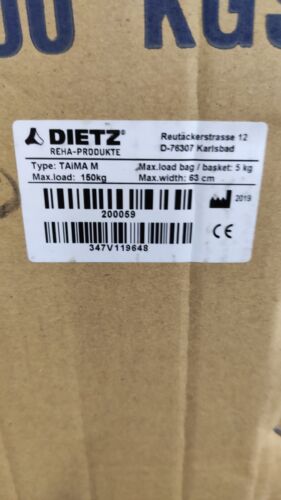 00 KGS
DIETZ®
REHA-PRODUKTE
Reutäckerstrasse 12
D-76307 Karlsbad
Type: TAiMA M
Max.load bag / basket: 5 kg
Max.load: 150kg
Max.width: 63 cm
200059
2019
347V119648
CE